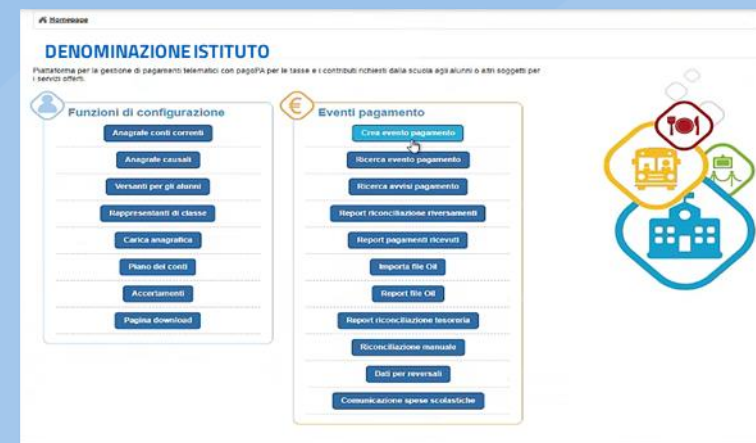 Homepage
DENOMINAZIONE ISTITUTO
Piattaforma per la gestione di pagamenti telematici con pagoPA per le tasse e i contributi richiesti dalla scuola agli alunni o altri soggetti per
i servizi offerti.
Funzioni di configurazione
Anagrafe conti correnti
Anagrafe causali
Versanti per gli alunni
Rappresentanti di classe
Carica anagrafica
Piano dei conti
Accertamenti
Pagina download
Eventi pagamento
Crea evento pagamento
Ricerca evento pagamento
Ricerca avvisi pagamento
Report riconciliazione riversamenti
Report pagamenti ricevuti
Importa file Oil
Report file Oil
Report riconciliazione tesoreria
Riconciliazione manuale
Dati per reversali
Comunicazione spese scolastiche